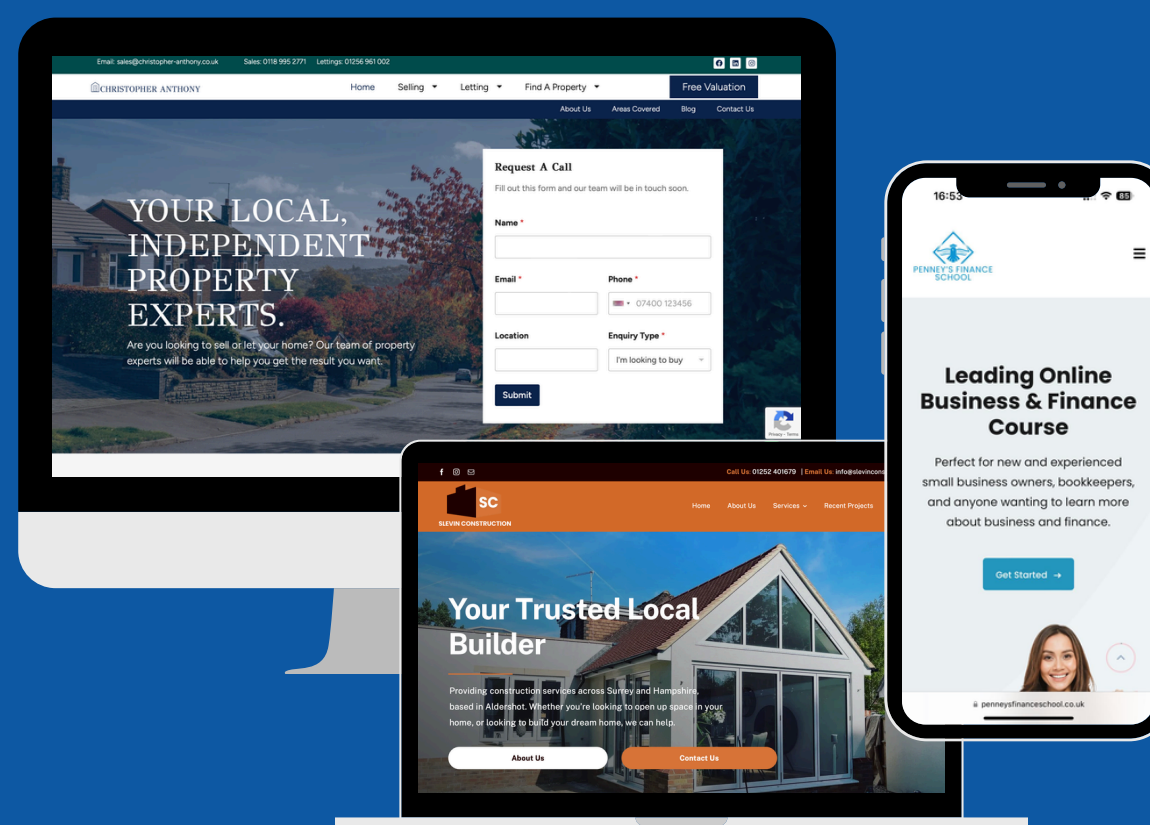 Email: sales@christopher-anthony.co.uk Sales: 0118 995 2771 Lettings: 01256 961 002
CHRISTOPHER ANTHONY Home Selling Letting Find A Property Free Valuation
About Us Areas Covered Blog Contact Us
YOUR LOCAL,
INDEPENDENT
PROPERTY
EXPERTS.
Are you looking to sell or let your home? Our team of property
experts will be able to help you get the result you want.
Request A Call
Fill out this form and our team will be in touch soon.
Name *
Email * Phone *
07400 123456
Location Enquiry Type *
I'm looking to buy
Submit
Privacy - Terms
Call Us: 01252 401679 | Email Us: info@slevincons
SC
SLEVIN CONSTRUCTION
Home About Us Services Recent Projects
Your Trusted Local
Builder
Providing construction services across Surrey and Hampshire,
based in Aldershot. Whether you're looking to open up space in your
home, or looking to build your dream home, we can help.
About Us Contact Us
16:53 85
PENNEY'S FINANCE
SCHOOL
Leading Online
Business & Finance
Course
Perfect for new and experienced
small business owners, bookkeepers,
and anyone wanting to learn more
about business and finance.
Get Started →
penneysfinanceschool.co.uk